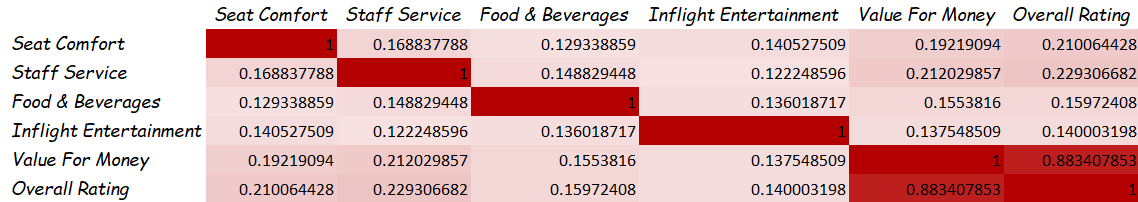 Seat Comfort Staff Service Food & Beverages Inflight Entertainment Value For Money Overall Rating
Seat Comfort 1 0.168837788 0.129338859 0.140527509 0.19219094 0.210064428
Staff Service 0.168837788 1 0.148829448 0.122248596 0.212029857 0.229306682
Food & Beverages 0.129338859 0.148829448 1 0.136018717 0.1553816 0.15972408
Inflight Entertainment 0.140527509 0.122248596 0.136018717 1 0.137548509 0.140003198
Value For Money 0.19219094 0.212029857 0.1553816 0.137548509 1 0.883407853
Overall Rating 0.210064428 0.229306682 0.15972408 0.140003198 0.883407853 1